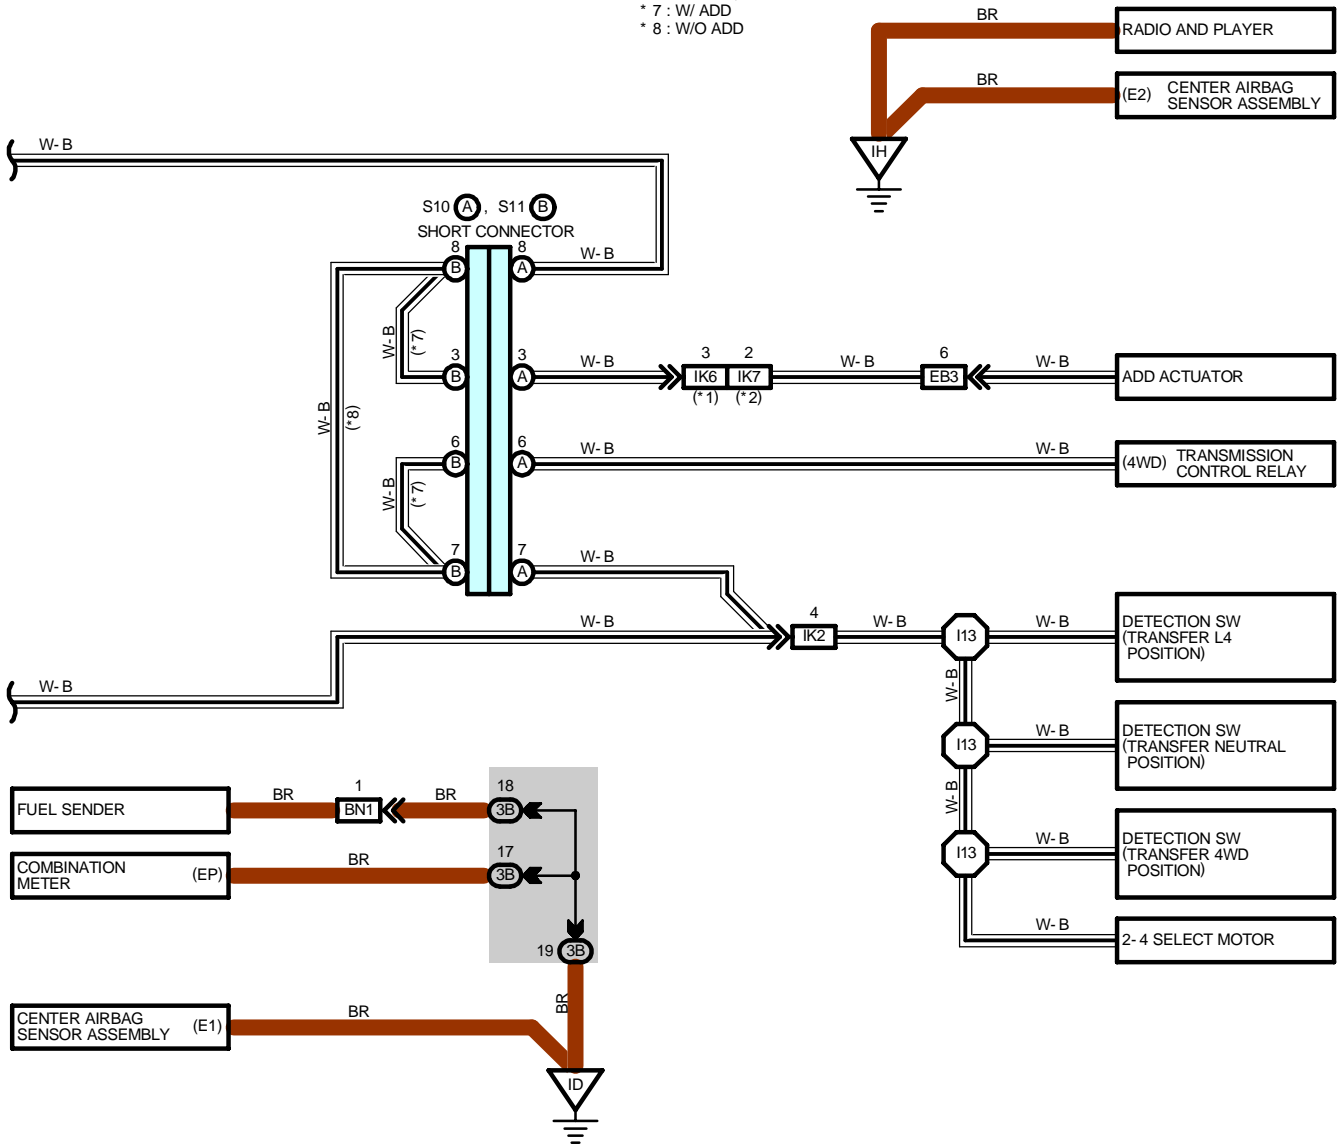 * 7 : W/ ADD
* 8 : W/O ADD
BR
RADIO AND PLAYER
BR
(E2) CENTER AIRBAG
SENSOR ASSEMBLY
IH
W-B
S10 A , S11 B
SHORT CONNECTOR
8
8
B
A
W-B
W-B
(*7)
3
3
B
A
W-B
3
2
IK6
IK7
(*1)
(*2)
W-B
6
EB3
W-B
ADD ACTUATOR
W-B
(*8)
6
6
B
A
W-B
W-B
(4WD) TRANSMISSION
CONTROL RELAY
W-B
(*7)
7
7
B
A
W-B
W-B
4
IK2
W-B
I13
W-B
DETECTION SW
(TRANSFER L4
POSITION)
W-B
W-B
I13
W-B
DETECTION SW
(TRANSFER NEUTRAL
POSITION)
W-B
I13
W-B
DETECTION SW
(TRANSFER 4WD
POSITION)
W-B
2-4 SELECT MOTOR
FUEL SENDER
BR
1
BN1
BR
18
3B
COMBINATION
METER
(EP)
BR
17
3B
19 3B
BR
CENTER AIRBAG
SENSOR ASSEMBLY
(E1)
BR
ID